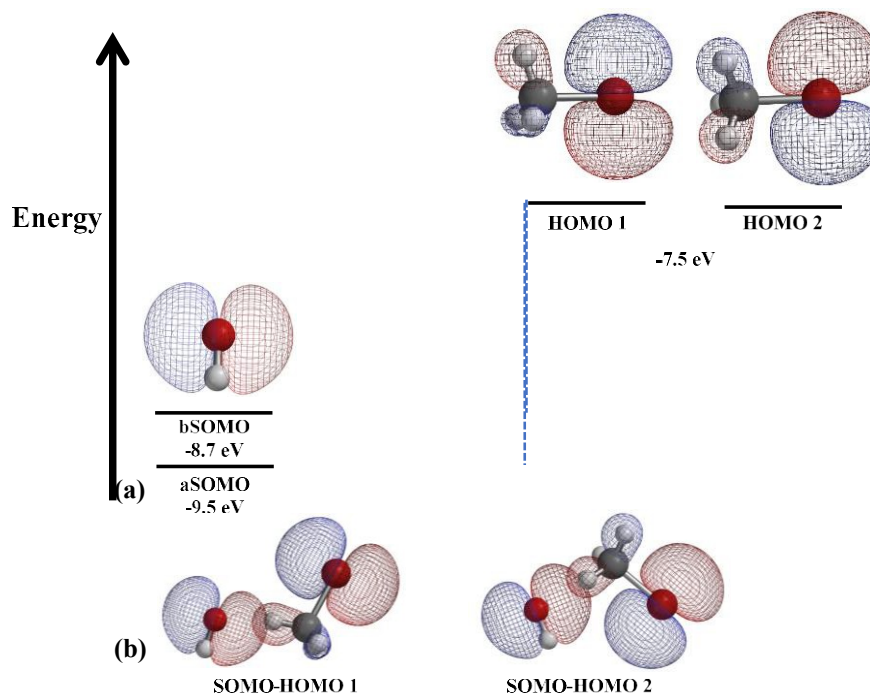 Energy
HOMO 1
HOMO 2
-7.5 eV
bSOMO
-8.7 eV
aSOMO
-9.5 eV
(a)
(b)
SOMO-HOMO 1
SOMO-HOMO 2